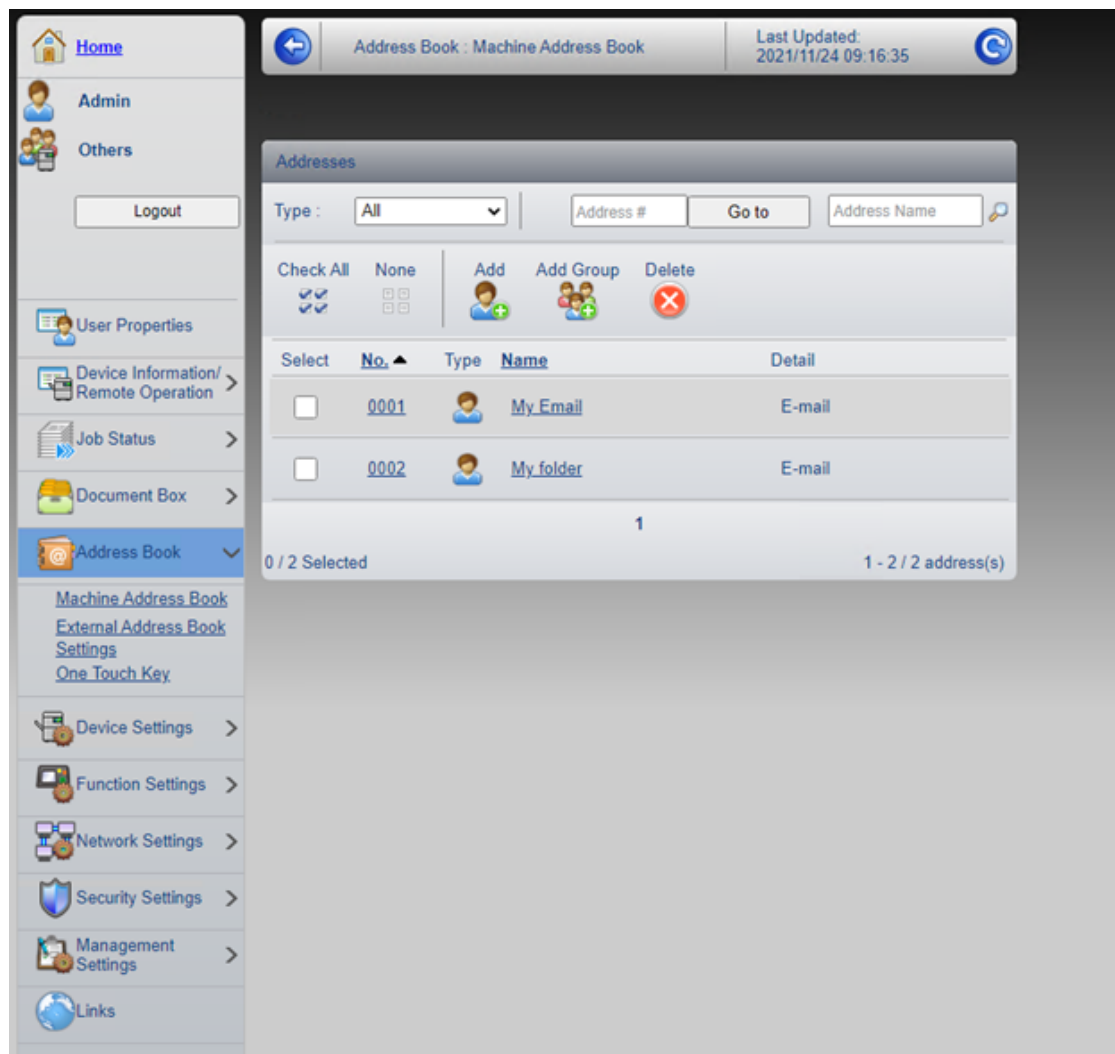 Home
Admin
Others
Logout
User Properties
Device Information/
Remote Operation
Job Status
Document Box
Address Book
Machine Address Book
External Address Book
Settings
One Touch Key
Device Settings
Function Settings
Network Settings
Security Settings
Management
Settings
Links
Address Book : Machine Address Book
Last Updated:
2021/11/24 09:16:35
Addresses
Type : All Address # Go to Address Name
Check All None Add Add Group Delete
Select No. Type Name Detail
0001 My Email E-mail
0002 My folder E-mail
1
0 / 2 Selected 1 - 2 / 2 address(s)